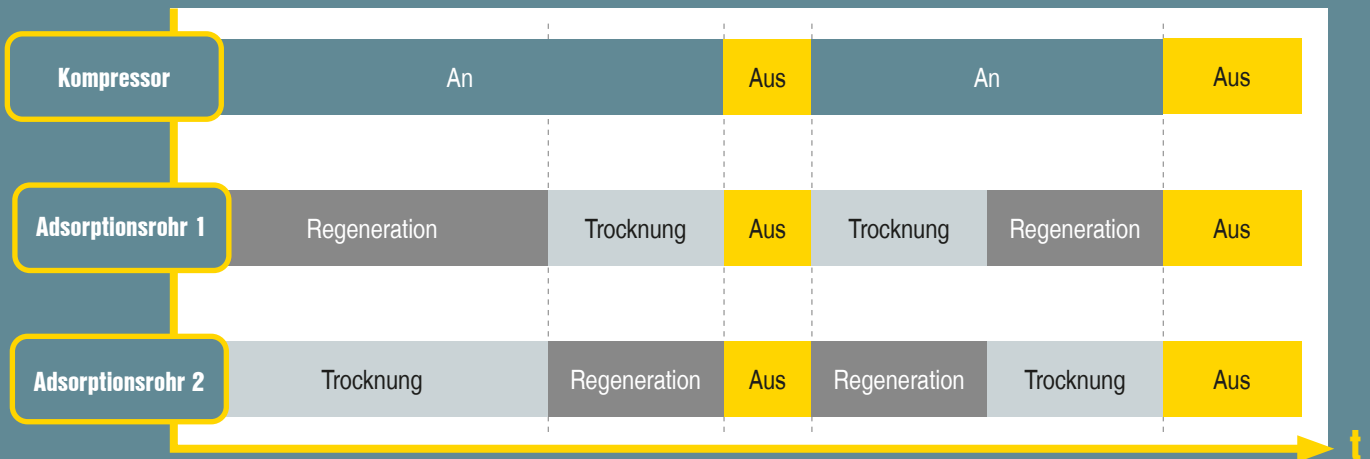 Kompressor An Aus An Aus
Adsorptionsrohr 1 Regeneration Trocknung Aus Trocknung Regeneration Aus
Adsorptionsrohr 2 Trocknung Regeneration Aus Regeneration Trocknung Aus
t